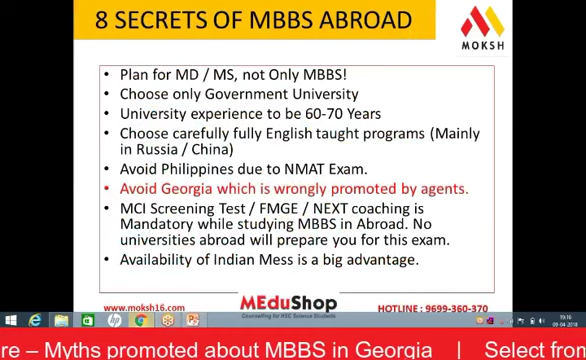 8 SECRETS OF MBBS ABROAD
MOKSH
• Plan for MD / MS, not Only MBBS!
• Choose only Government University
• University experience to be 60-70 Years
• Choose carefully fully English taught programs (Mainly
in Russia / China)
• Avoid Philippines due to NMAT Exam.
• Avoid Georgia which is wrongly promoted by agents.
• MCI Screening Test / FMGE / NEXT coaching is
Mandatory while studying MBBS in Abroad. No
universities abroad will prepare you for this exam.
• Availability of Indian Mess is a big advantage.
www.moksh16.com
MEduShop
Counselling for HSC Science Students
HOTLINE : 9699-360-370
19:16
09-04-2018
re – Myths promoted about MBBS in Georgia | Select from